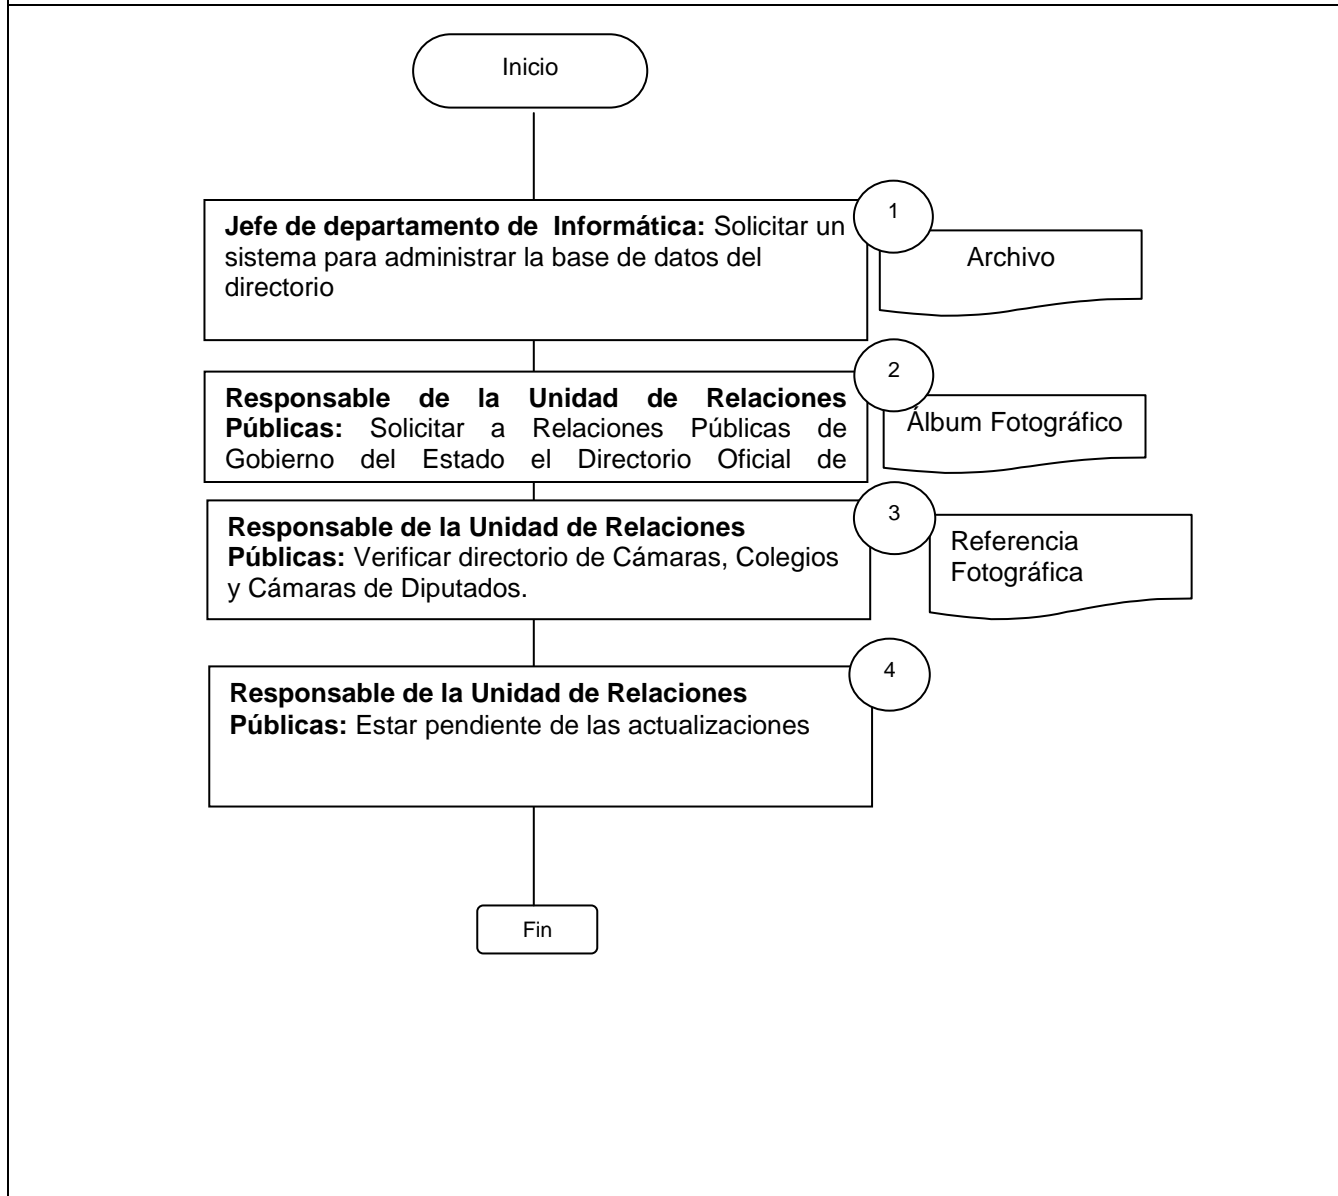 Inicio
1
Jefe de departamento de Informática: Solicitar un
sistema para administrar la base de datos del
directorio
Archivo
2
Responsable de la Unidad de Relaciones
Públicas: Solicitar a Relaciones Públicas de
Gobierno del Estado el Directorio Oficial de
Álbum Fotográfico
3
Responsable de la Unidad de Relaciones
Públicas: Verificar directorio de Cámaras, Colegios
y Cámaras de Diputados.
Referencia
Fotográfica
4
Responsable de la Unidad de Relaciones
Públicas: Estar pendiente de las actualizaciones
Fin